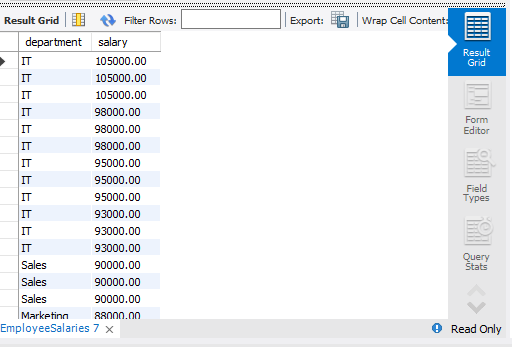 Result Grid Filter Rows: Export: Wrap Cell Content:
department salary
IT 105000.00
IT 105000.00
IT 105000.00
IT 98000.00
IT 98000.00
IT 98000.00
IT 95000.00
IT 95000.00
IT 95000.00
IT 93000.00
IT 93000.00
IT 93000.00
Sales 90000.00
Sales 90000.00
Sales 90000.00
Marketing 88000.00
Result
Grid
Form
Editor
Field
Types
Query
Stats
EmployeeSalaries 7
Read Only